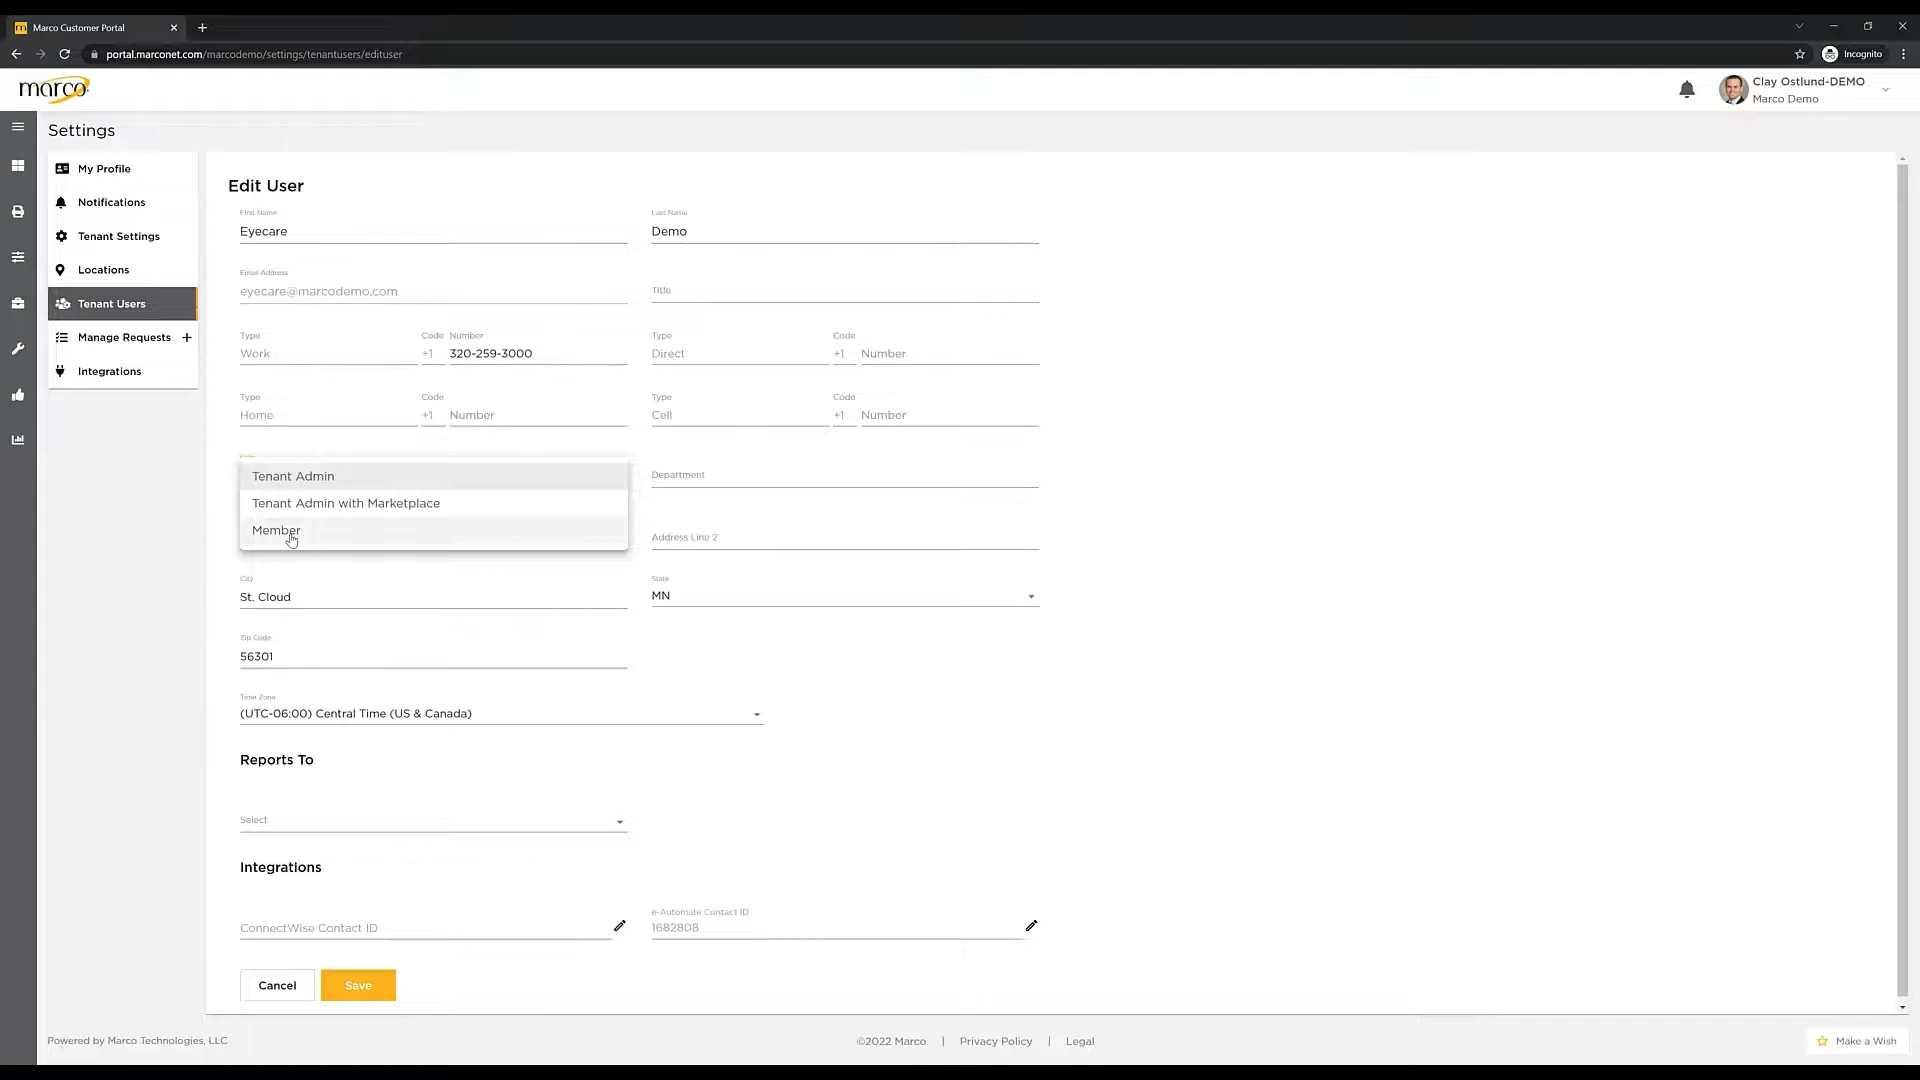 Marco Customer Portal
portal.marconet.com/marcodemo/settings/tenantusers/edituser
Incognito
marco
Clay Ostlund-DEMO
Marco Demo
Settings
My Profile
Notifications
Tenant Settings
Locations
Tenant Users
Manage Requests +
Integrations
Edit User
First Name
Last Name
Eyecare
Demo
Email Address
eyecare@marcodemo.com
Title
Type Code Number
Type Code
Work +1 320-259-3000
Direct +1 Number
Type Code
Type Code
Home +1 Number
Cell +1 Number
Tenant Admin
Tenant Admin with Marketplace
Member
Department
Address Line 2
City
State
St. Cloud
MN
Zip Code
56301
Time Zone
(UTC-06:00) Central Time (US & Canada)
Reports To
Select
Integrations
ConnectWise Contact ID
e-Automate Contact ID
1682808
Cancel
Save
Powered by Marco Technologies, LLC
©2022 Marco | Privacy Policy | Legal
Make a Wish